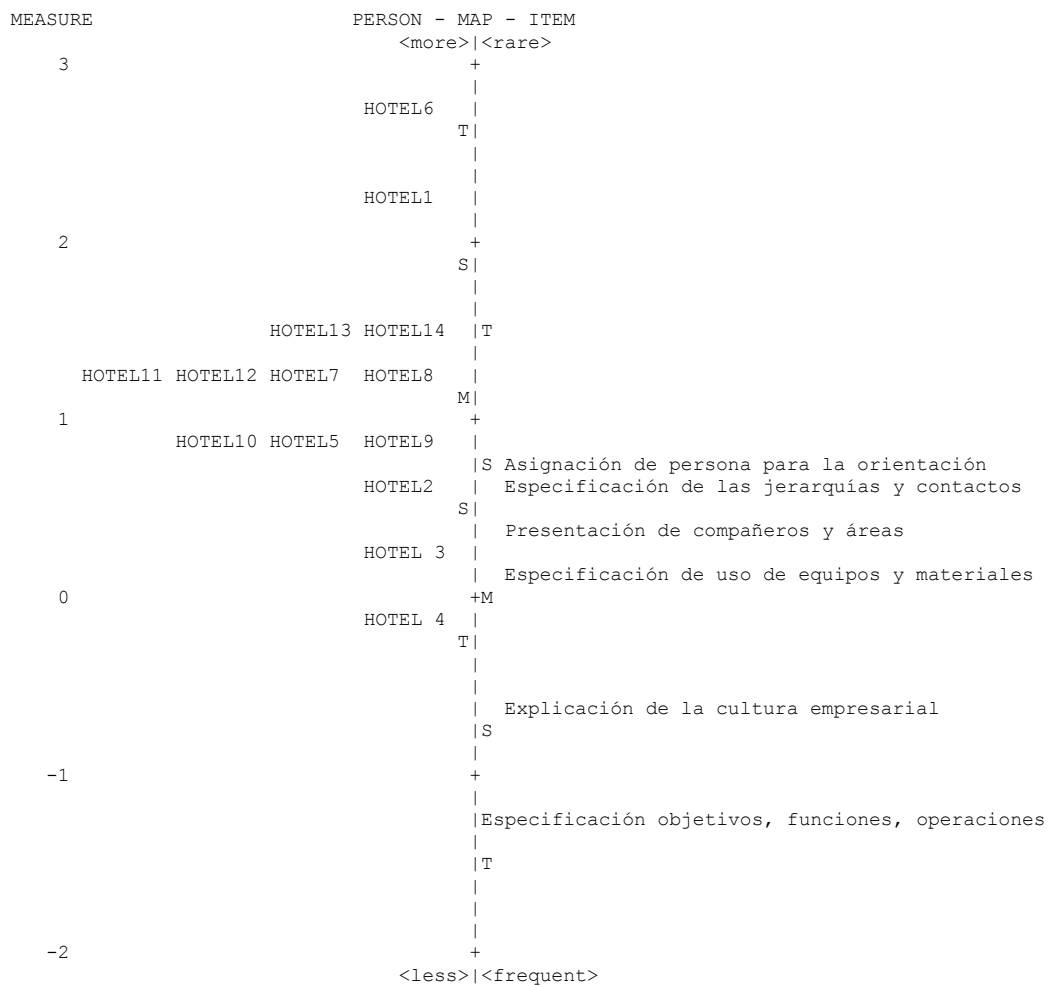 MEASURE                    PERSON - MAP - ITEM
                               <more>|<rare>
    3                                +
                                     |
                            HOTEL6   |
                                    T|
                                     |
                                     |
                            HOTEL1   |
                                     |
    2                                +
                                    S|
                                     |
                                     |
                    HOTEL13 HOTEL14  |T
                                     |
    HOTEL11 HOTEL12 HOTEL7  HOTEL8   |
                                    M|
    1                                +
            HOTEL10 HOTEL5  HOTEL9   |
                                     |S Asignación de persona para la orientación
                            HOTEL2   |  Especificación de las jerarquías y contactos
                                    S|
                                     |  Presentación de compañeros y áreas
                            HOTEL 3  |
                                     |  Especificación de uso de equipos y materiales
    0                                +M
                            HOTEL 4  |
                                    T|
                                     |
                                     |
                                     |  Explicación de la cultura empresarial
                                     |S
                                     |
   -1                                +
                                     |
                                     |Especificación objetivos, funciones, operaciones
                                     |
                                     |T
                                     |
                                     |
                                     |
   -2                                +
                               <less>|<frequent>